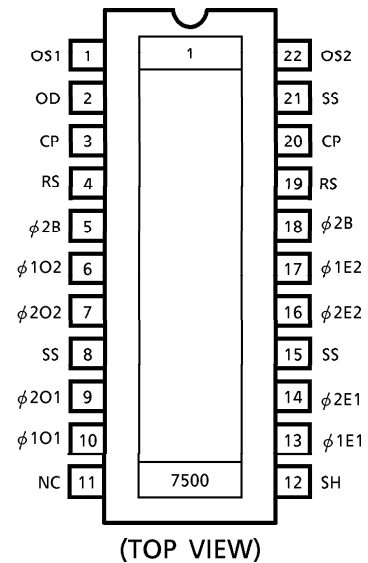 OS1 1 1 22 OS2
OD 2 21 SS
CP 3 20 CP
RS 4 19 RS
ϕ2B 5 18 ϕ2B
ϕ1O2 6 17 ϕ1E2
ϕ2O2 7 16 ϕ2E2
SS 8 15 SS
ϕ2O1 9 14 ϕ2E1
ϕ1O1 10 13 ϕ1E1
NC 11 7500 12 SH
(TOP VIEW)